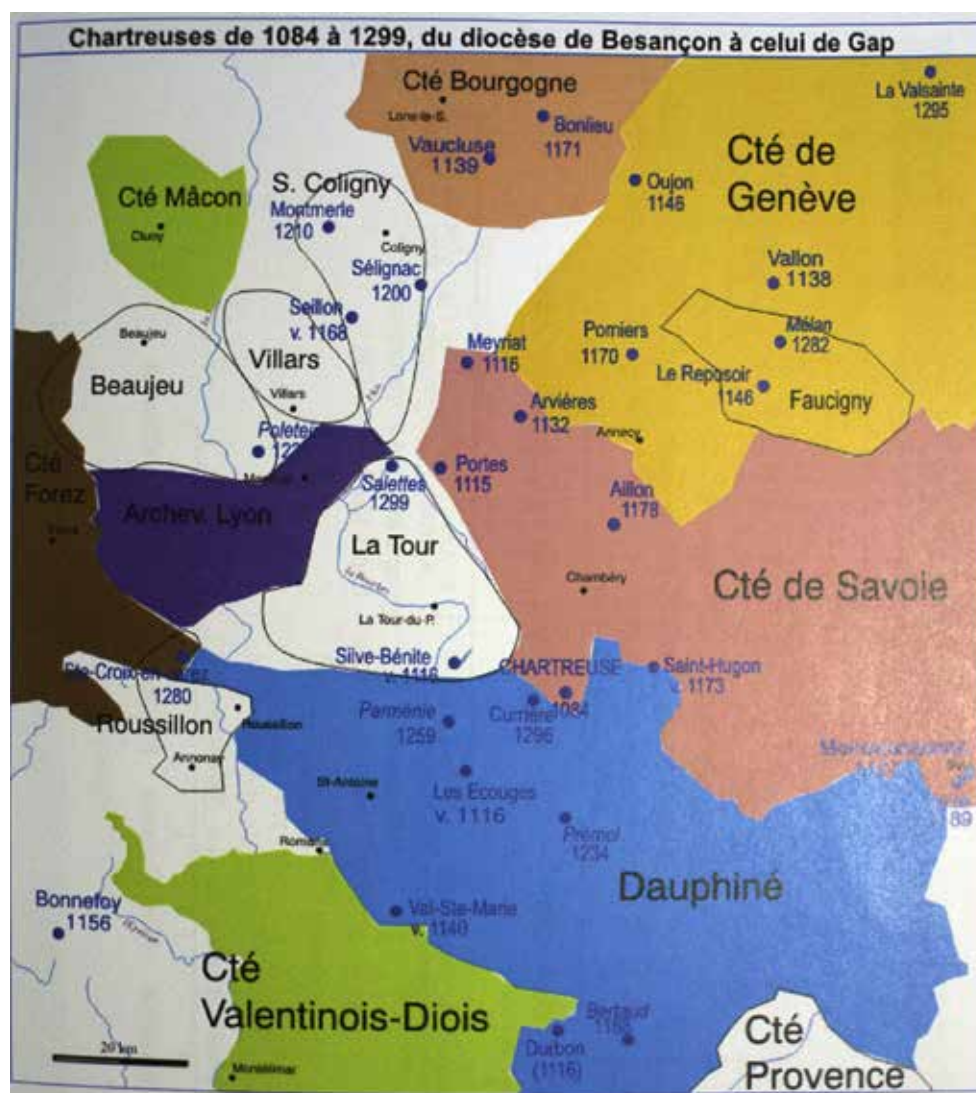 Chartreuses de 1084 à 1299, du diocèse de Besançon à celui de Gap
Cté Bourgogne
Lons-le-S.
Bonlieu
1171
Vaucluse
1139
La Valsainte
1295
Cté de
Genève
Oujon
1146
Cté Mâcon
Cluny
S. Coligny
Montmerle
1210
Coligny
Sélignac
1200
Seillon
v. 1168
Vallon
1138
Mélan
1282
Pomiers
1170
Le Reposoir
1146
Faucigny
Beaujeu
Beaujeu
Villars
Villars
Meyriat
1116
Arvières
1132
Annecy
Cté
Forez
Archev. Lyon
Salettes
1299
Portes
1115
Aillon
1178
La Tour
La Tour-du-P.
Chambéry
Cté de Savoie
Silve-Bénite
v. 1116
CHARTREUSE
1084
Saint-Hugon
v. 1173
1280
Roussillon
Roussillon
Annonay
Parménie
1259
Currière
1296
St-Antoine
Les Ecouges
v. 1116
Prémol
1234
89
Dauphiné
Bonnefoy
1156
Val-Ste-Marie
v. 1140
Cté
Valentinois-Diois
Bertaud
Durbon
(1116)
Cté
Provence
20 km
Montélimar